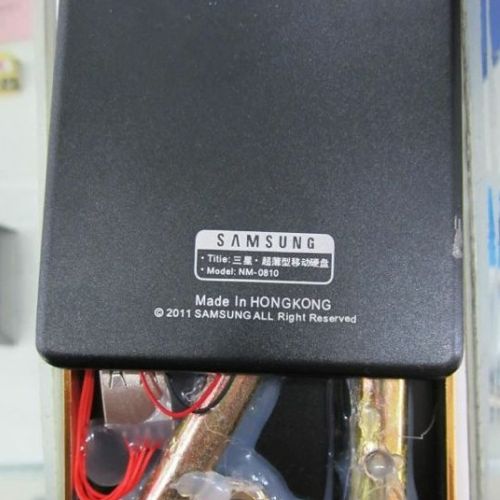 SAMSUNG
· Title: 三星 · 超薄型移动硬盘
· Model: NM-0810
Made In HONGKONG
© 2011 SAMSUNG ALL Right Reserved